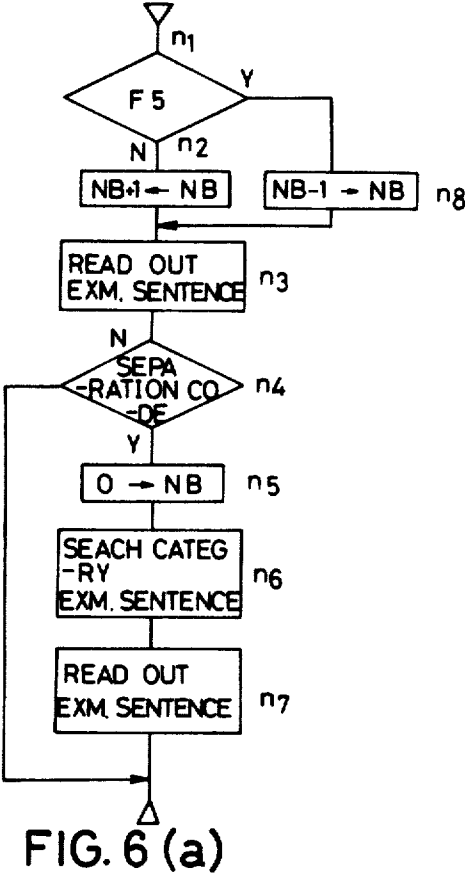 n1
F5
Y
N
n2
NB+1 ← NB
NB-1 → NB
n8
READ OUT
EXM. SENTENCE
n3
N
SEPA
-RATION CO
-DE
n4
Y
0 → NB
n5
SEACH CATEG
-RY
EXM. SENTENCE
n6
READ OUT
EXM. SENTENCE
n7
FIG. 6 (a)